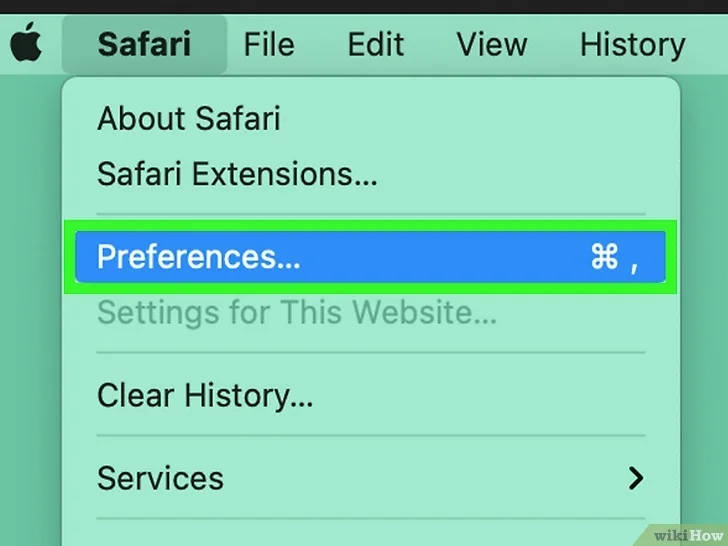 Safari File Edit View History
About Safari
Safari Extensions...
Preferences... ⌘ ,
Settings for This Website...
Clear History...
Services
wikiHow